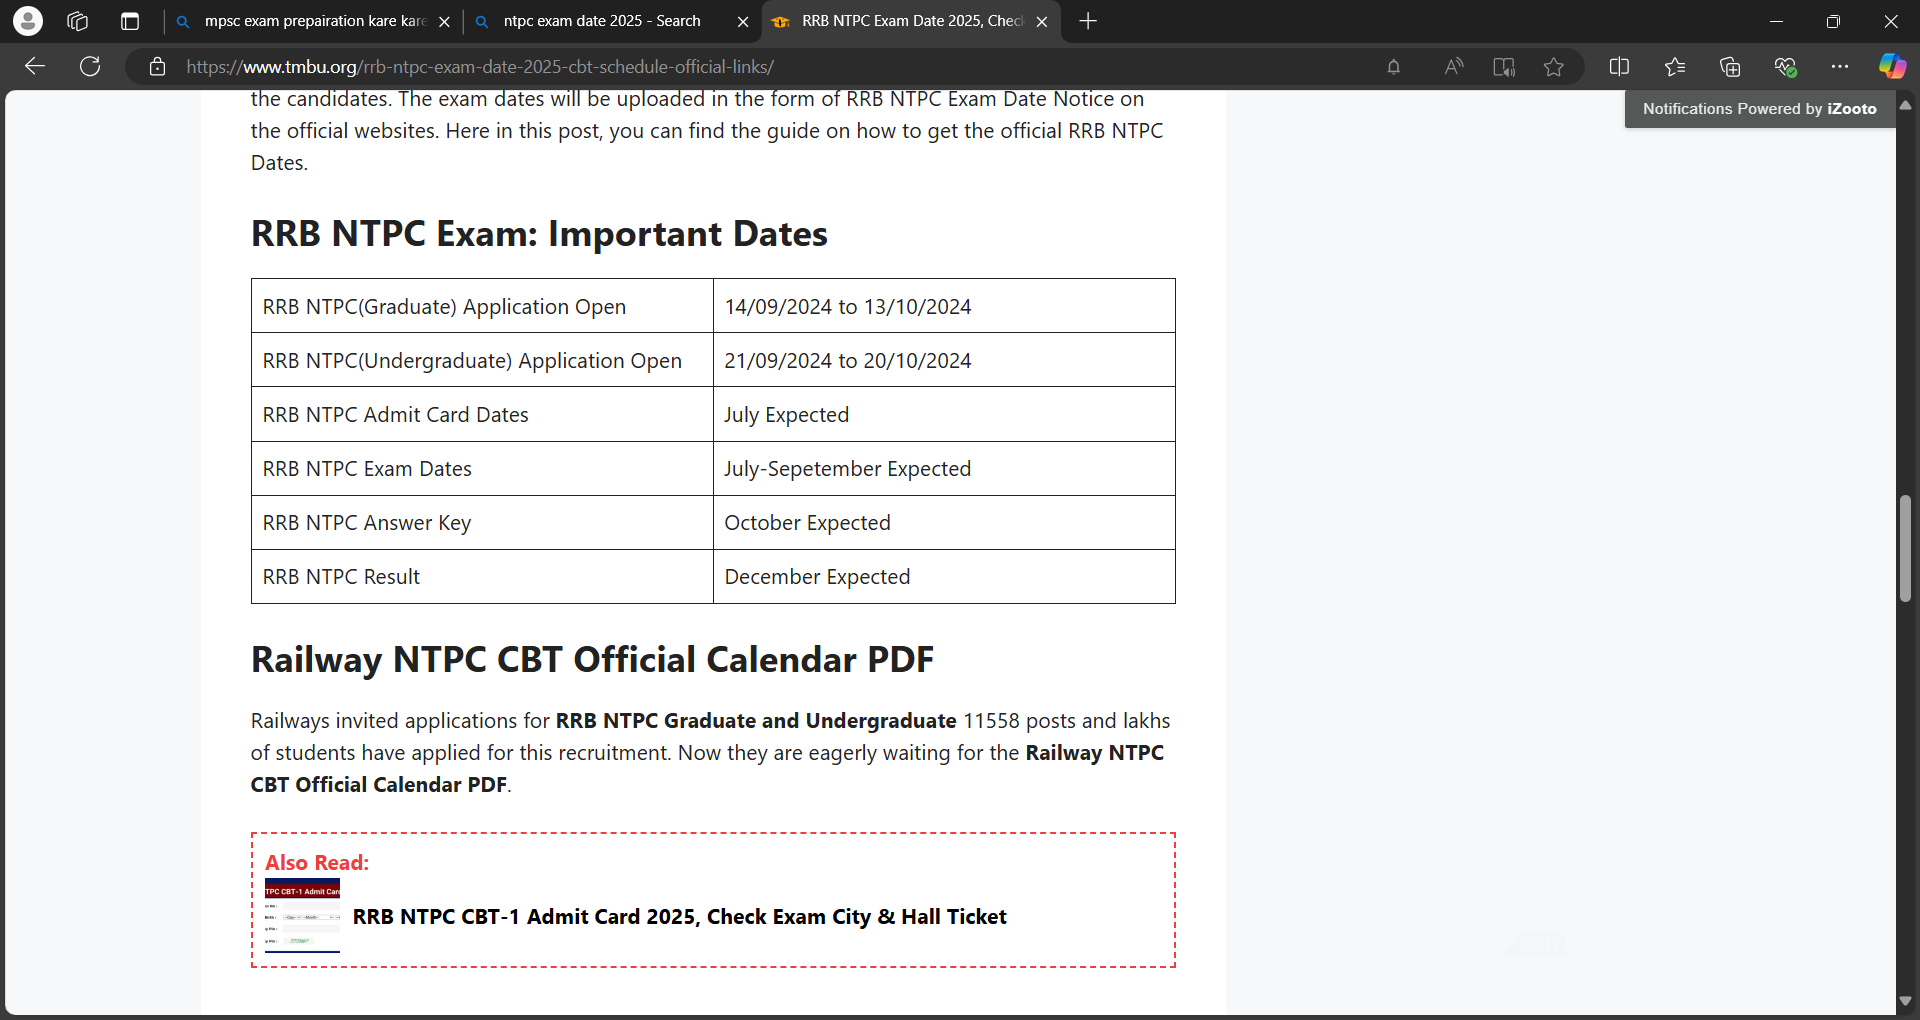 mpsc exam prepairation kare kare
ntpc exam date 2025 - Search
RRB NTPC Exam Date 2025, Chec
https://www.tmbu.org/rrb-ntpc-exam-date-2025-cbt-schedule-official-links/
Notifications Powered by iZooto
the candidates. The exam dates will be uploaded in the form of RRB NTPC Exam Date Notice on
the official websites. Here in this post, you can find the guide on how to get the official RRB NTPC
Dates.
RRB NTPC Exam: Important Dates
RRB NTPC(Graduate) Application Open 14/09/2024 to 13/10/2024
RRB NTPC(Undergraduate) Application Open 21/09/2024 to 20/10/2024
RRB NTPC Admit Card Dates July Expected
RRB NTPC Exam Dates July-Sepetember Expected
RRB NTPC Answer Key October Expected
RRB NTPC Result December Expected
Railway NTPC CBT Official Calendar PDF
Railways invited applications for RRB NTPC Graduate and Undergraduate 11558 posts and lakhs
of students have applied for this recruitment. Now they are eagerly waiting for the Railway NTPC
CBT Official Calendar PDF.
Also Read:
TPC CBT-1 Admit Card
RRB NTPC CBT-1 Admit Card 2025, Check Exam City & Hall Ticket